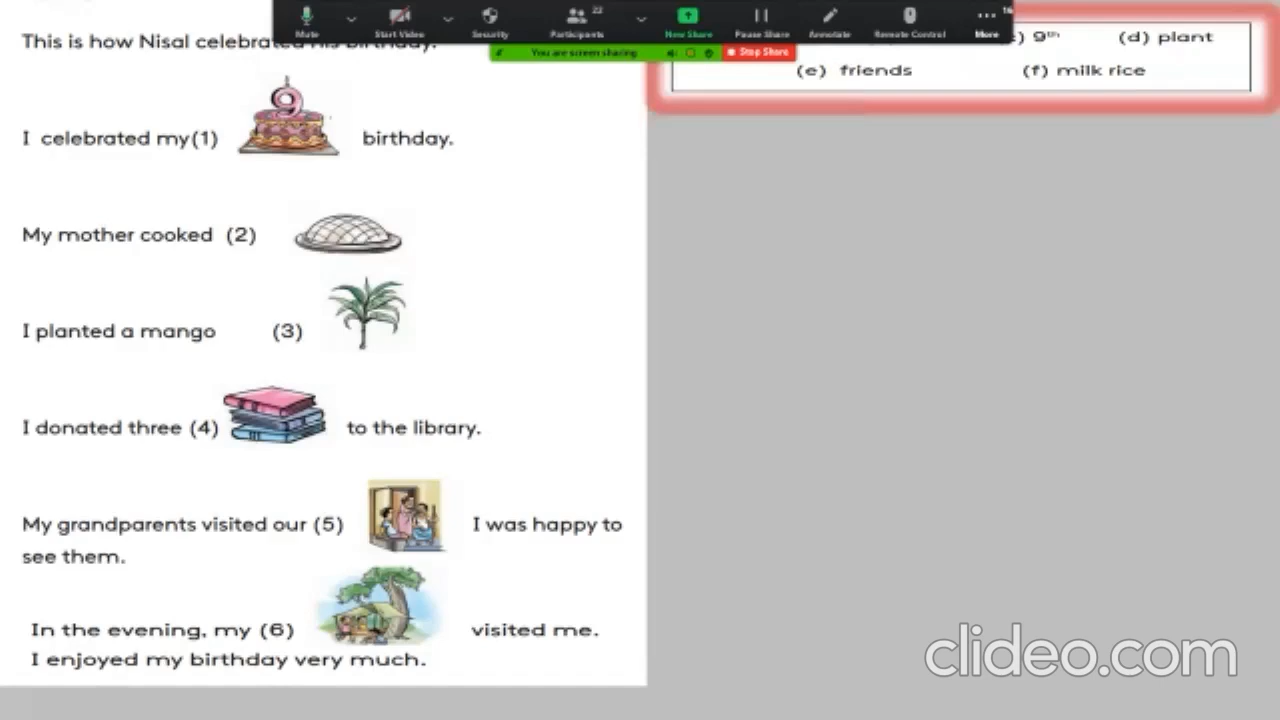 Mute
Start Video
Security
Participants
22
New Share
Pause Share
Annotate
Remote Control
More
You are screen sharing
Stop Share
This is how Nisal celebrated his birthday.
I celebrated my (1) birthday.
My mother cooked (2)
I planted a mango (3)
I donated three (4) to the library.
My grandparents visited our (5) I was happy to
see them.
In the evening, my (6) visited me.
I enjoyed my birthday very much.
9th (d) plant
(e) friends (f) milk rice
9
clideo.com